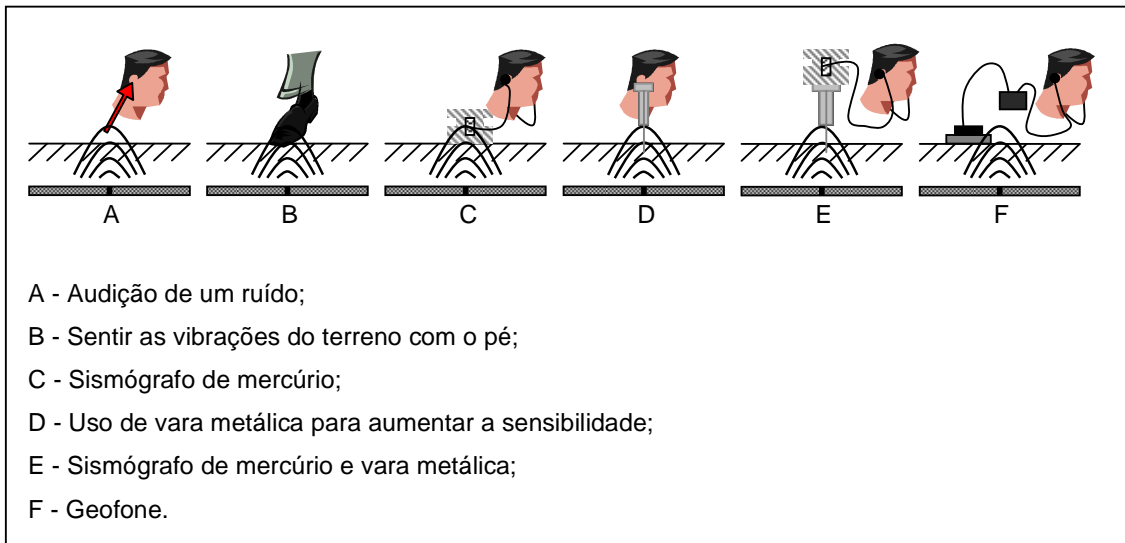 A B C D E F
A - Audição de um ruído;
B - Sentir as vibrações do terreno com o pé;
C - Sismógrafo de mercúrio;
D - Uso de vara metálica para aumentar a sensibilidade;
E - Sismógrafo de mercúrio e vara metálica;
F - Geofone.